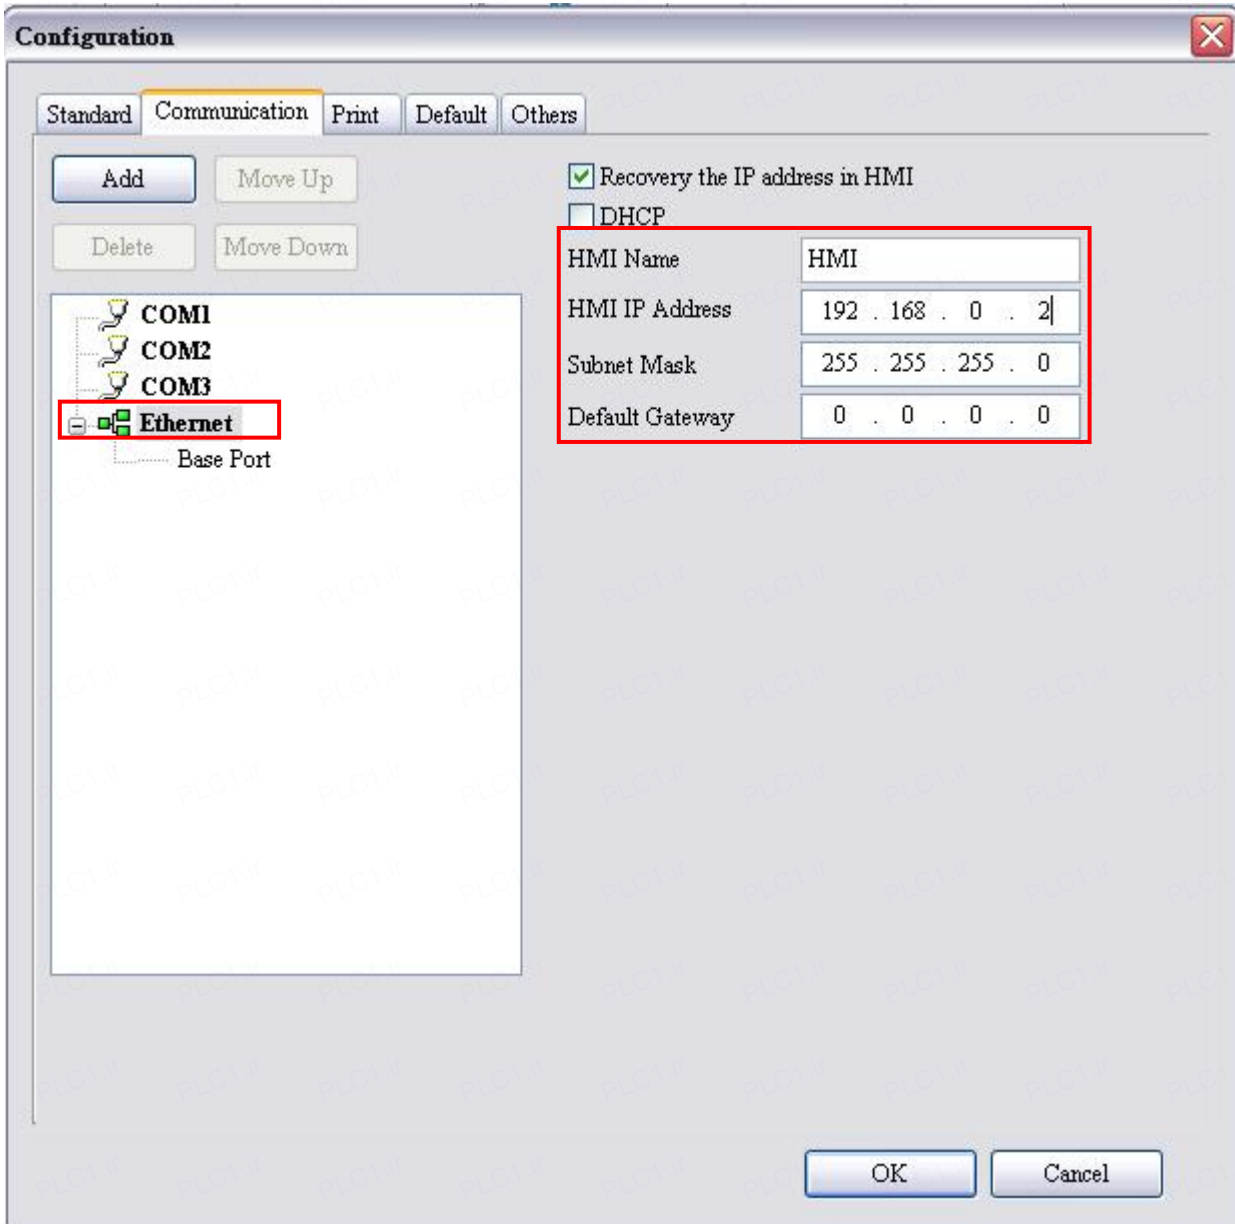 Configuration
Standard Communication Print Default Others
Add Move Up
Delete Move Down
COM1
COM2
COM3
Ethernet
Base Port
Recovery the IP address in HMI
DHCP
HMI Name HMI
HMI IP Address 192 . 168 . 0 . 2
Subnet Mask 255 . 255 . 255 . 0
Default Gateway 0 . 0 . 0 . 0
OK Cancel
PLC1.ir